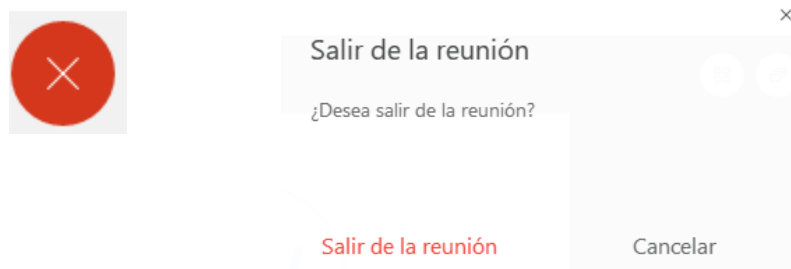 Salir de la reunión
¿Desea salir de la reunión?
Salir de la reunión
Cancelar